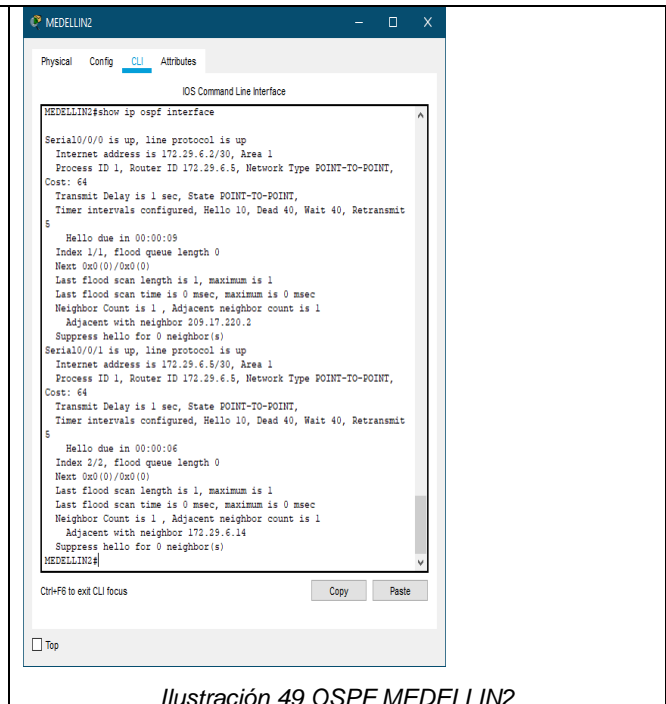 MEDELLIN2
Physical Config CLI Attributes
IOS Command Line Interface
MEDELLIN2#show ip ospf interface
Serial0/0/0 is up, line protocol is up
Internet address is 172.29.6.2/30, Area 1
Process ID 1, Router ID 172.29.6.5, Network Type POINT-TO-POINT,
Cost: 64
Transmit Delay is 1 sec, State POINT-TO-POINT,
Timer intervals configured, Hello 10, Dead 40, Wait 40, Retransmit
5
Hello due in 00:00:09
Index 1/1, flood queue length 0
Next 0x0(0)/0x0(0)
Last flood scan length is 1, maximum is 1
Last flood scan time is 0 msec, maximum is 0 msec
Neighbor Count is 1 , Adjacent neighbor count is 1
Adjacent with neighbor 209.17.220.2
Suppress hello for 0 neighbor(s)
Serial0/0/1 is up, line protocol is up
Internet address is 172.29.6.5/30, Area 1
Process ID 1, Router ID 172.29.6.5, Network Type POINT-TO-POINT,
Cost: 64
Transmit Delay is 1 sec, State POINT-TO-POINT,
Timer intervals configured, Hello 10, Dead 40, Wait 40, Retransmit
5
Hello due in 00:00:06
Index 2/2, flood queue length 0
Next 0x0(0)/0x0(0)
Last flood scan length is 1, maximum is 1
Last flood scan time is 0 msec, maximum is 0 msec
Neighbor Count is 1 , Adjacent neighbor count is 1
Adjacent with neighbor 172.29.6.14
Suppress hello for 0 neighbor(s)
MEDELLIN2#
Ctrl+F6 to exit CLI focus Copy Paste
Top
Ilustración 49 OSPF MEDELLIN2